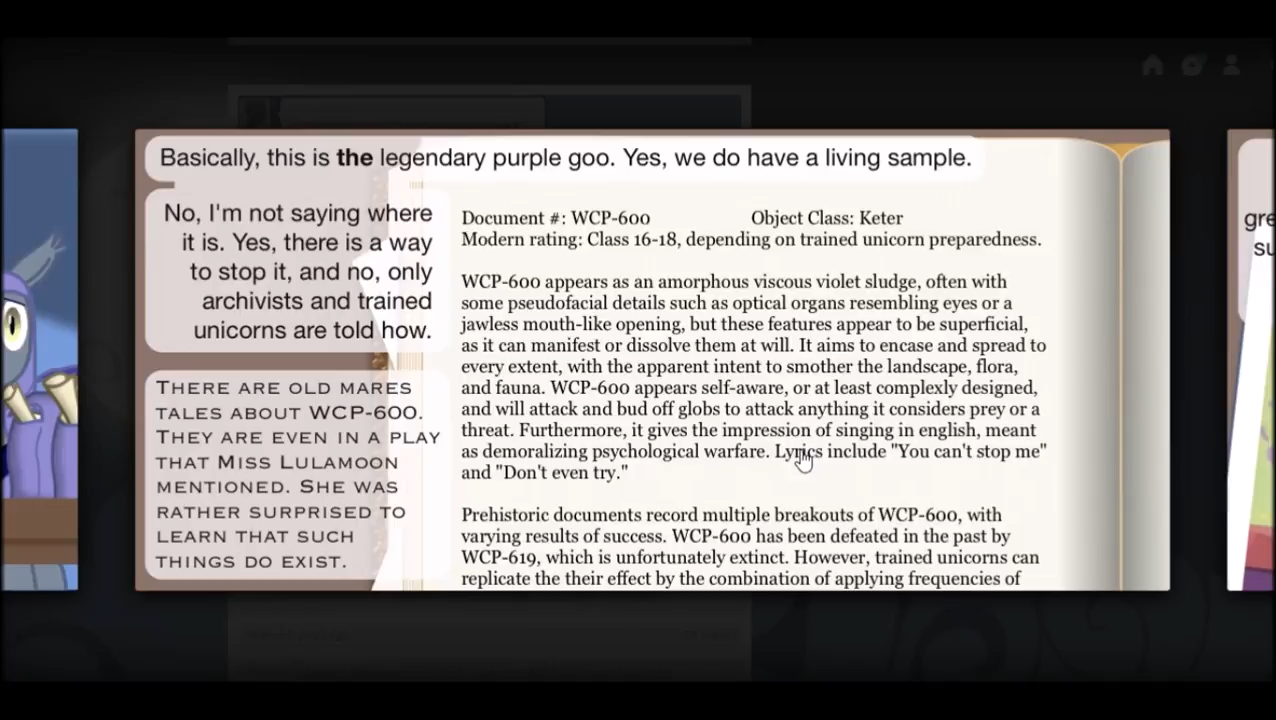 Basically, this is the legendary purple goo. Yes, we do have a living sample.
No, I'm not saying where
it is. Yes, there is a way
to stop it, and no, only
archivists and trained
unicorns are told how.
THERE ARE OLD MARES
TALES ABOUT WCP-600.
THEY ARE EVEN IN A PLAY
THAT MISS LULAMOON
MENTIONED. SHE WAS
RATHER SURPRISED TO
LEARN THAT SUCH
THINGS DO EXIST.
Document #: WCP-600 Object Class: Keter
Modern rating: Class 16-18, depending on trained unicorn preparedness.
WCP-600 appears as an amorphous viscous violet sludge, often with
some pseudofacial details such as optical organs resembling eyes or a
jawless mouth-like opening, but these features appear to be superficial,
as it can manifest or dissolve them at will. It aims to encase and spread to
every extent, with the apparent intent to smother the landscape, flora,
and fauna. WCP-600 appears self-aware, or at least complexly designed,
and will attack and bud off globs to attack anything it considers prey or a
threat. Furthermore, it gives the impression of singing in english, meant
as demoralizing psychological warfare. Lyrics include "You can't stop me"
and "Don't even try."
Prehistoric documents record multiple breakouts of WCP-600, with
varying results of success. WCP-600 has been defeated in the past by
WCP-619, which is unfortunately extinct. However, trained unicorns can
replicate the their effect by the combination of applying frequencies of
gre
su